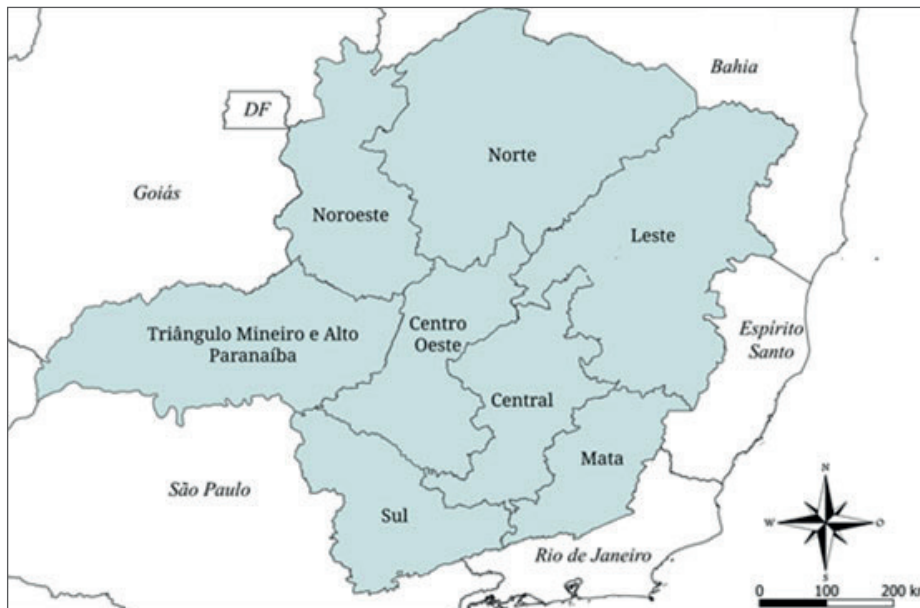 Bahia
DF
Norte
Goiás
Noroeste
Leste
Triângulo Mineiro e Alto
Paranaíba
Centro
Oeste
Espírito
Santo
Central
Mata
São Paulo
Sul
Rio de Janeiro
N
W
O
S
0 100 200 k